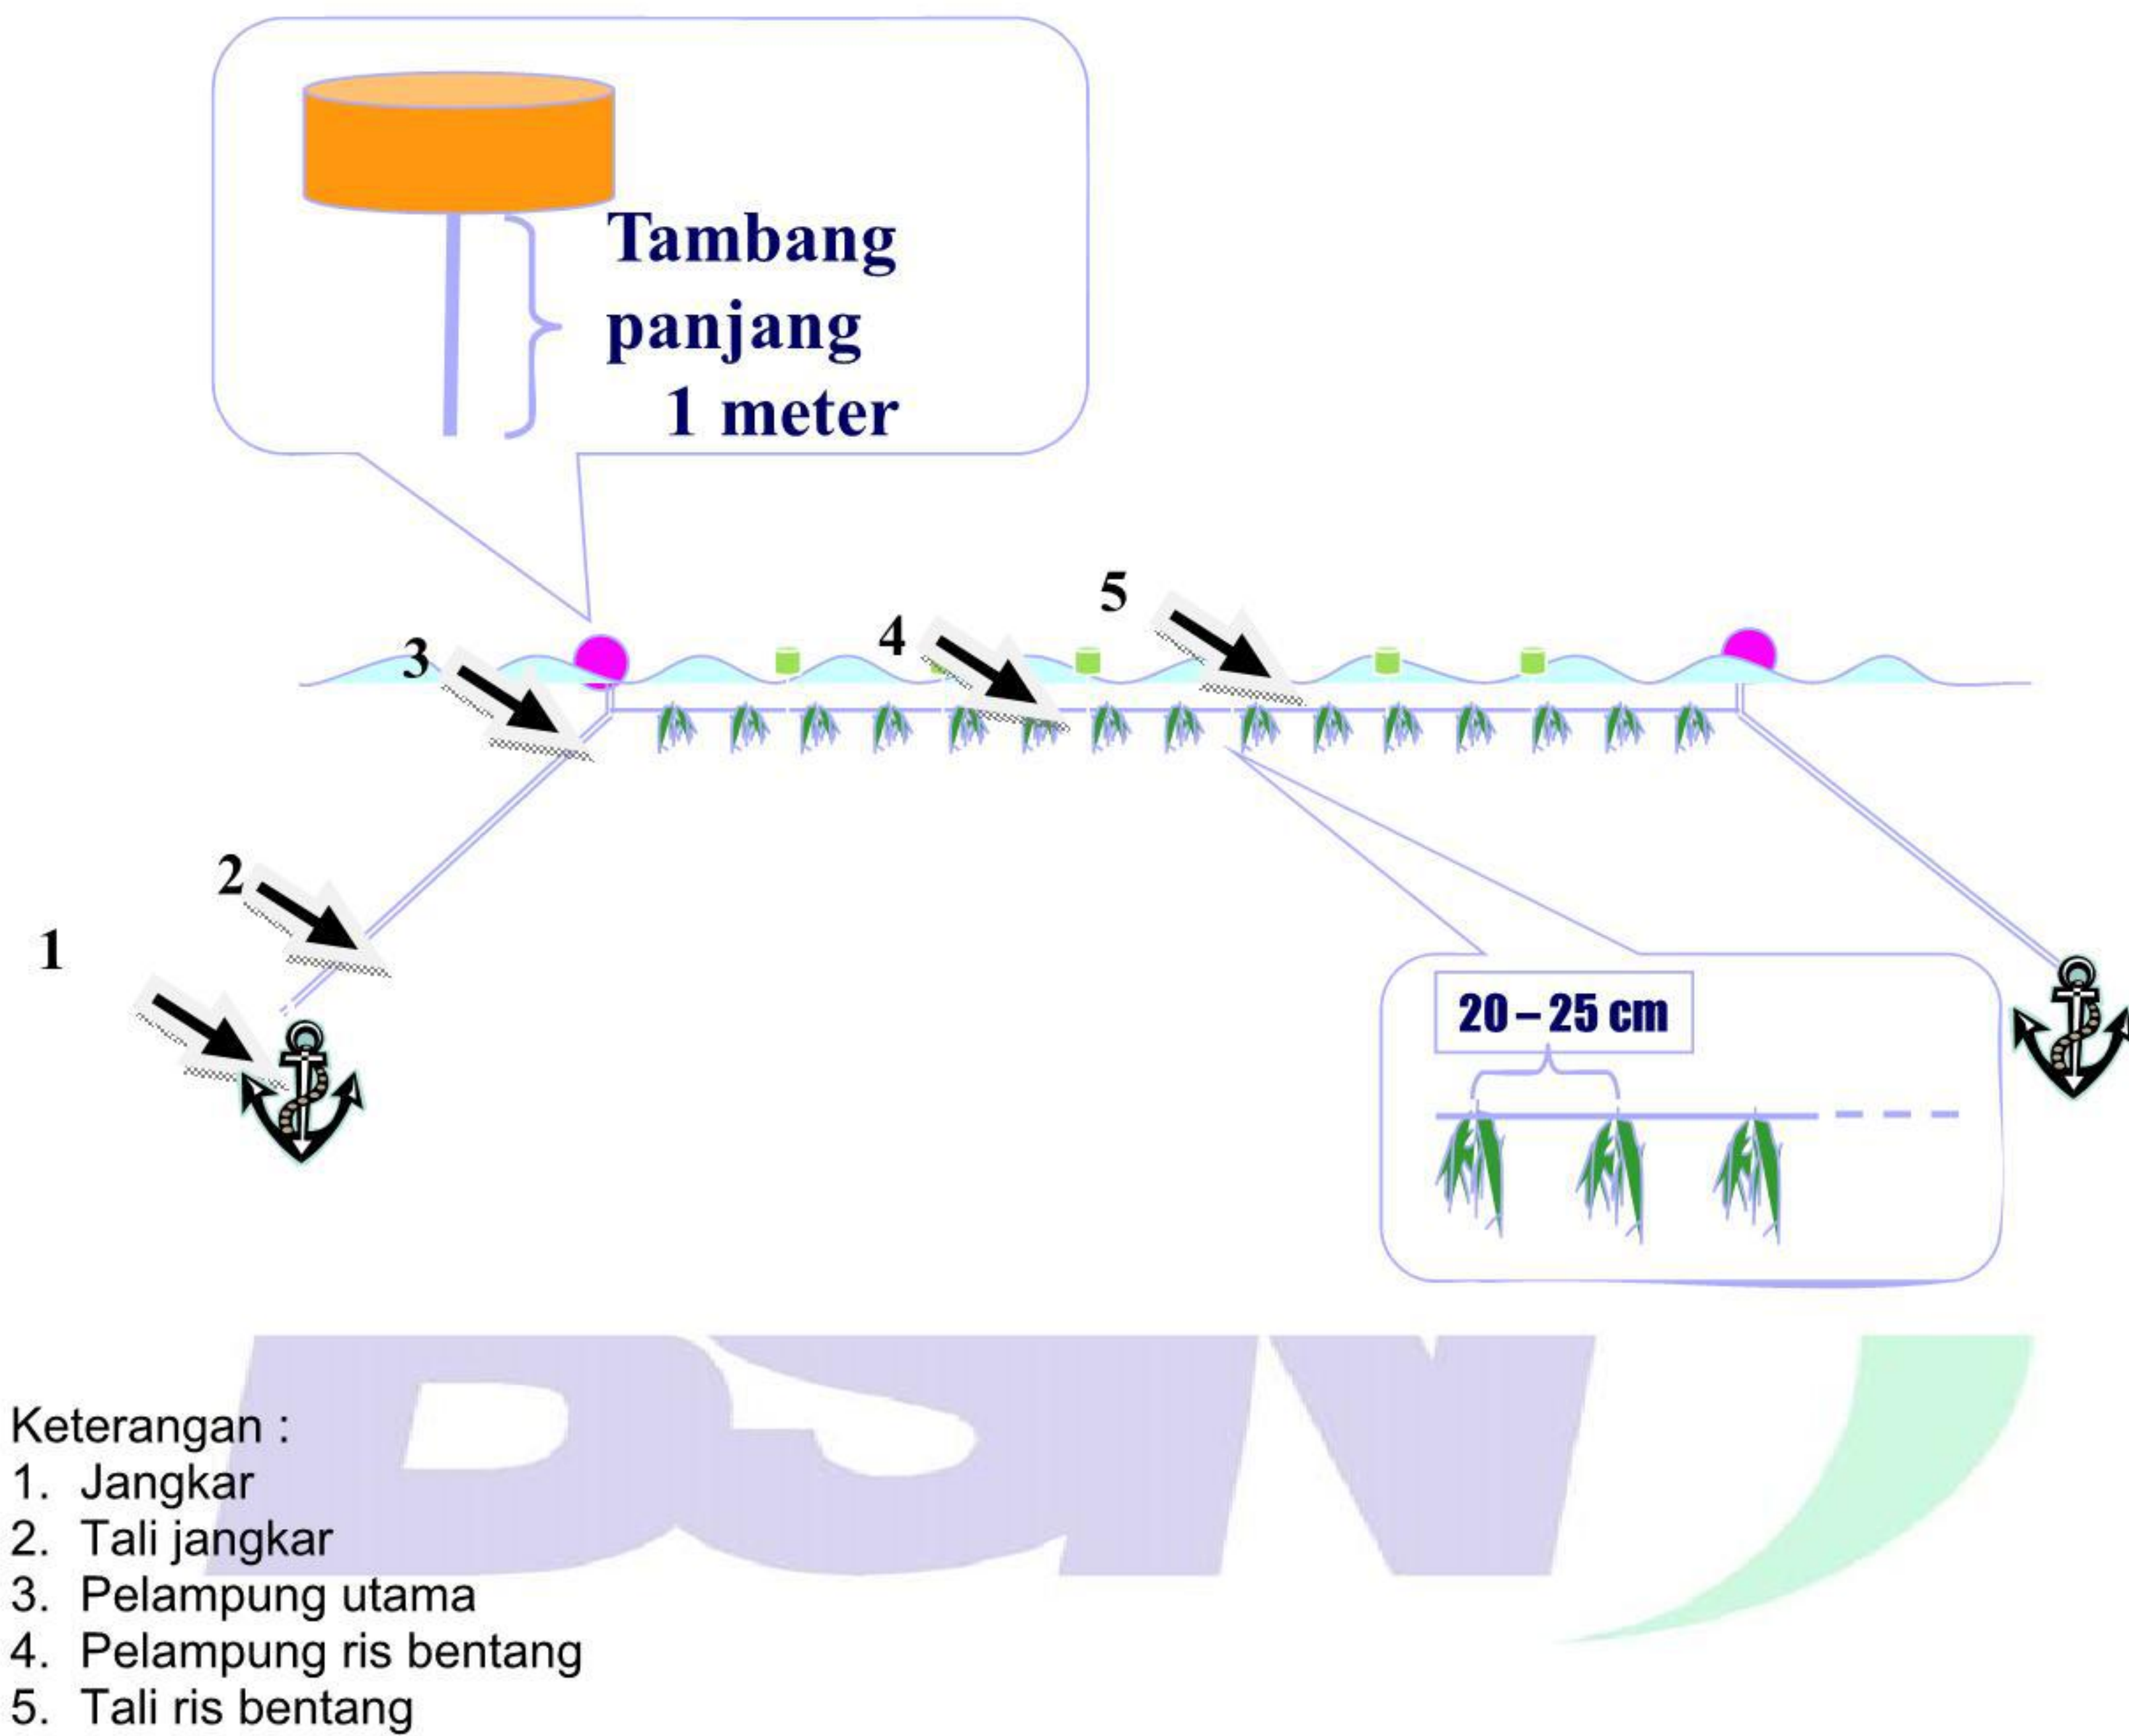 Tambang
panjang
1 meter
5
4
3
2
1
20 – 25 cm
BSN
Keterangan :
1. Jangkar
2. Tali jangkar
3. Pelampung utama
4. Pelampung ris bentang
5. Tali ris bentang